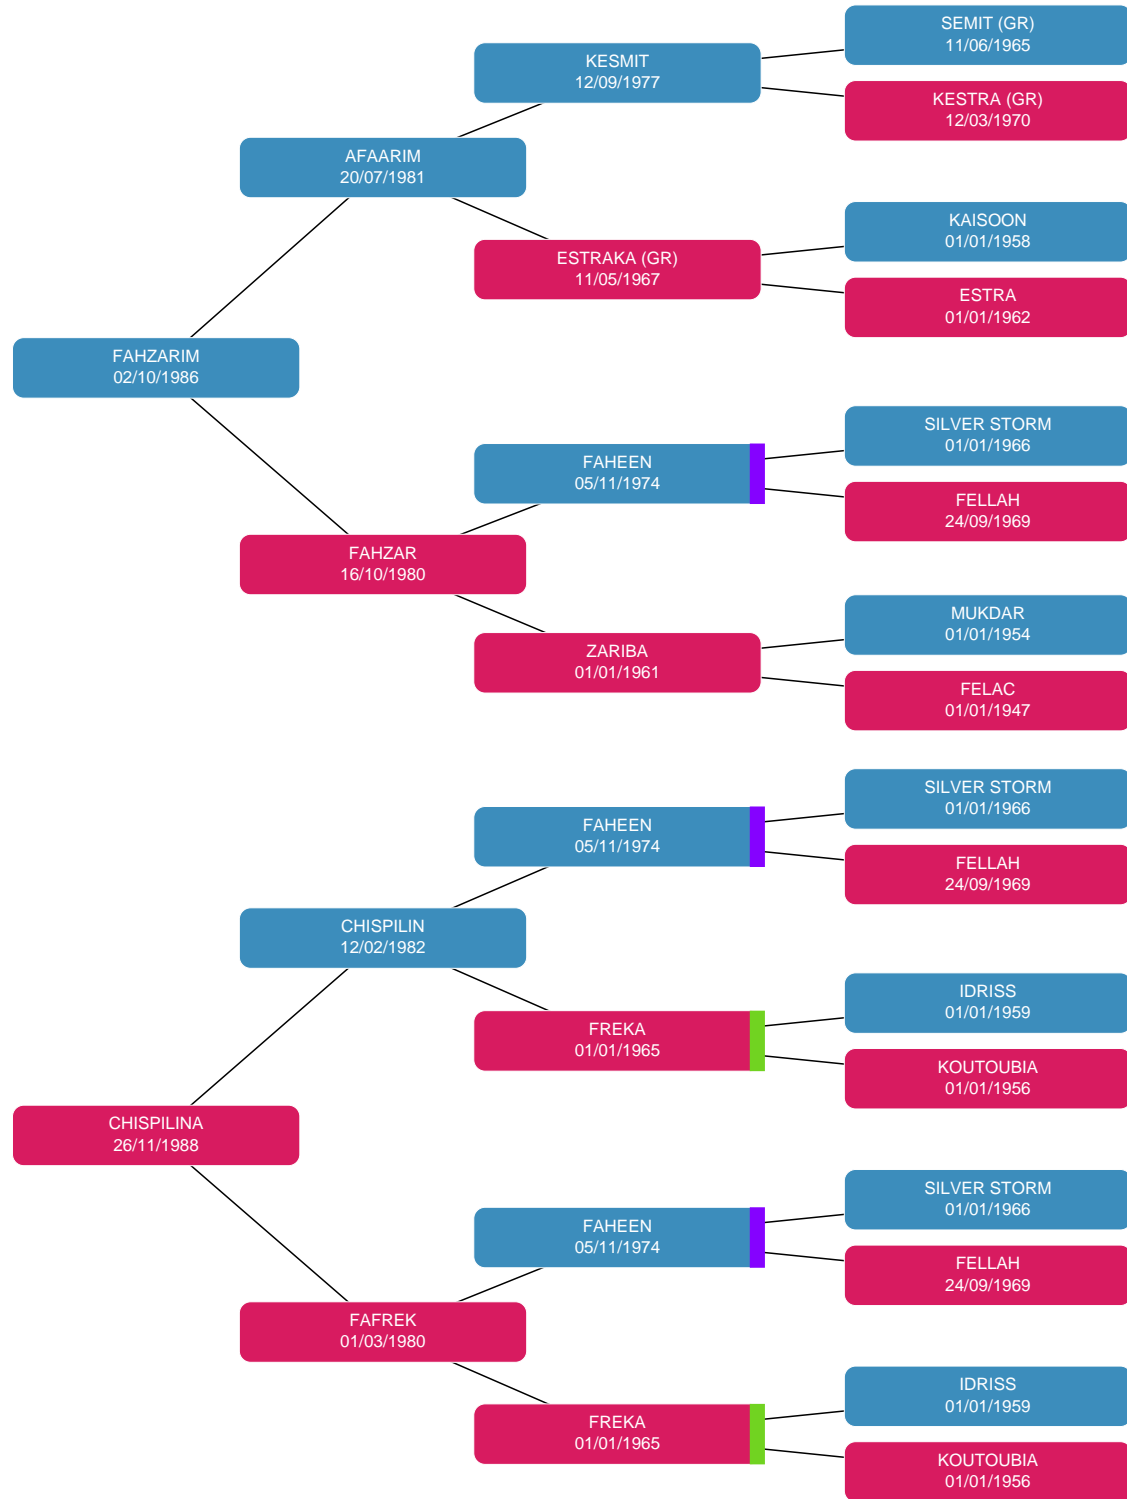 SEMIT (GR)
11/06/1965
KESMIT
12/09/1977
KESTRA (GR)
12/03/1970
AFAARIM
20/07/1981
KAISOON
01/01/1958
ESTRAKA (GR)
11/05/1967
ESTRA
01/01/1962
FAHZARIM
02/10/1986
SILVER STORM
01/01/1966
FAHEEN
05/11/1974
FELLAH
24/09/1969
FAHZAR
16/10/1980
MUKDAR
01/01/1954
ZARIBA
01/01/1961
FELAC
01/01/1947
SILVER STORM
01/01/1966
FAHEEN
05/11/1974
FELLAH
24/09/1969
CHISPILIN
12/02/1982
IDRISS
01/01/1959
FREKA
01/01/1965
KOUTOUBIA
01/01/1956
CHISPILINA
26/11/1988
SILVER STORM
01/01/1966
FAHEEN
05/11/1974
FELLAH
24/09/1969
FAFREK
01/03/1980
IDRISS
01/01/1959
FREKA
01/01/1965
KOUTOUBIA
01/01/1956